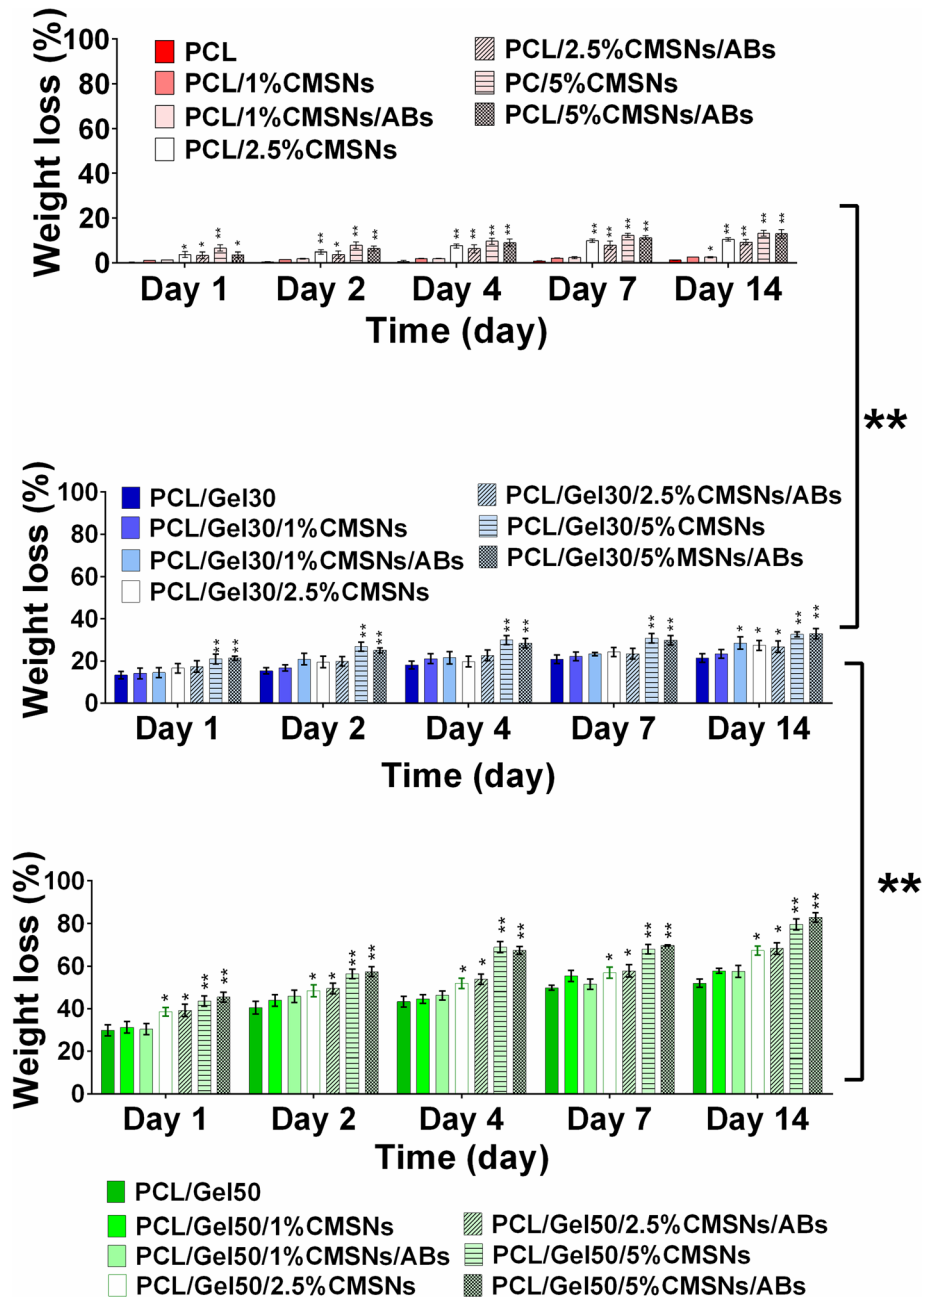 Weight loss (%)
100
80
60
40
20
0
PCL
PCL/1%CMSNs
PCL/1%CMSNs/ABs
PCL/2.5%CMSNs
PCL/2.5%CMSNs/ABs
PC/5%CMSNs
PCL/5%CMSNs/ABs
* * ** *
** * ** **
** ** ** **
** ** ** **
* ** ** ** **
Day 1 Day 2 Day 4 Day 7 Day 14
Time (day)
**
Weight loss (%)
100
80
60
40
20
0
PCL/Gel30
PCL/Gel30/1%CMSNs
PCL/Gel30/1%CMSNs/ABs
PCL/Gel30/2.5%CMSNs
PCL/Gel30/2.5%CMSNs/ABs
PCL/Gel30/5%CMSNs
PCL/Gel30/5%MSNs/ABs
** **
** **
** **
** **
* * * ** **
Day 1 Day 2 Day 4 Day 7 Day 14
Time (day)
**
Weight loss (%)
100
80
60
40
20
0
* * ** **
* * ** **
* * ** **
* * ** **
* * ** **
Day 1 Day 2 Day 4 Day 7 Day 14
Time (day)
PCL/Gel50
PCL/Gel50/1%CMSNs
PCL/Gel50/1%CMSNs/ABs
PCL/Gel50/2.5%CMSNs
PCL/Gel50/2.5%CMSNs/ABs
PCL/Gel50/5%CMSNs
PCL/Gel50/5%CMSNs/ABs